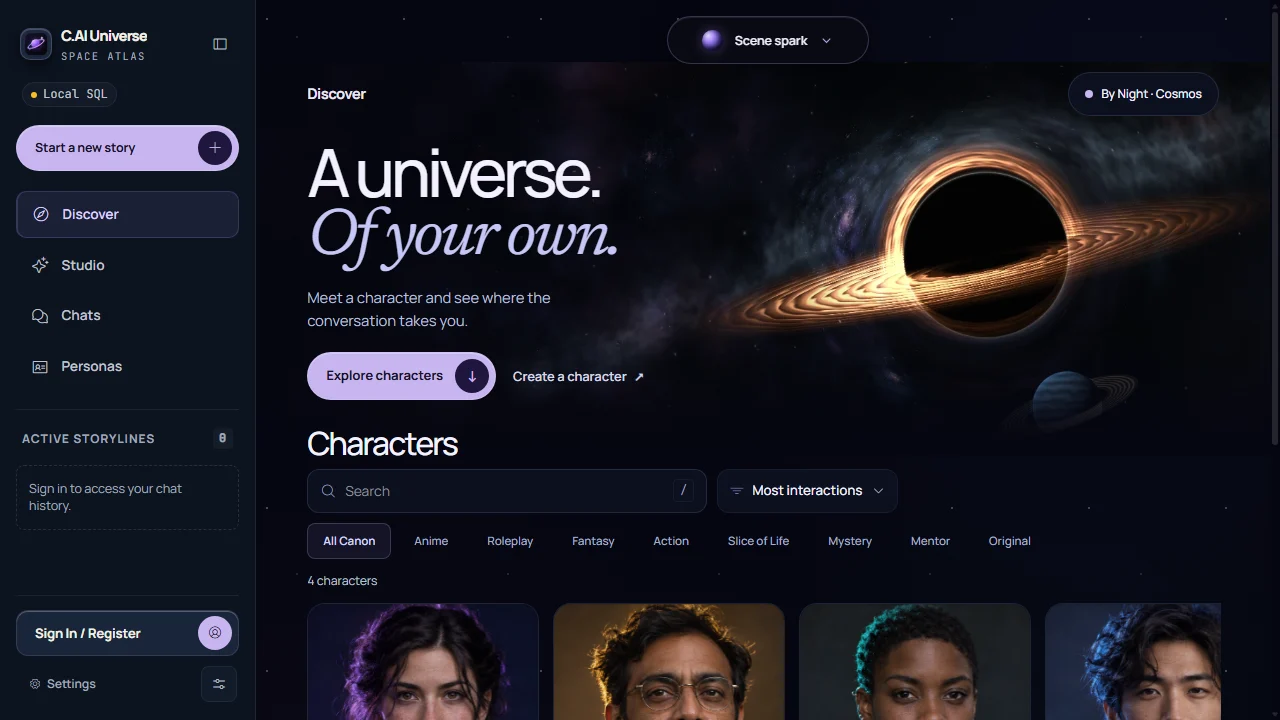 C.AI Universe
SPACE ATLAS
Local SQL
Start a new story
Discover
Studio
Chats
Personas
ACTIVE STORYLINES 0
Sign in to access your chat
history.
Sign In / Register
Settings
Scene spark
Discover
By Night · Cosmos
A universe.
Of your own.
Meet a character and see where the
conversation takes you.
Explore characters
Create a character ↗
Characters
Search /
Most interactions
All Canon Anime Roleplay Fantasy Action Slice of Life Mystery Mentor Original
4 characters